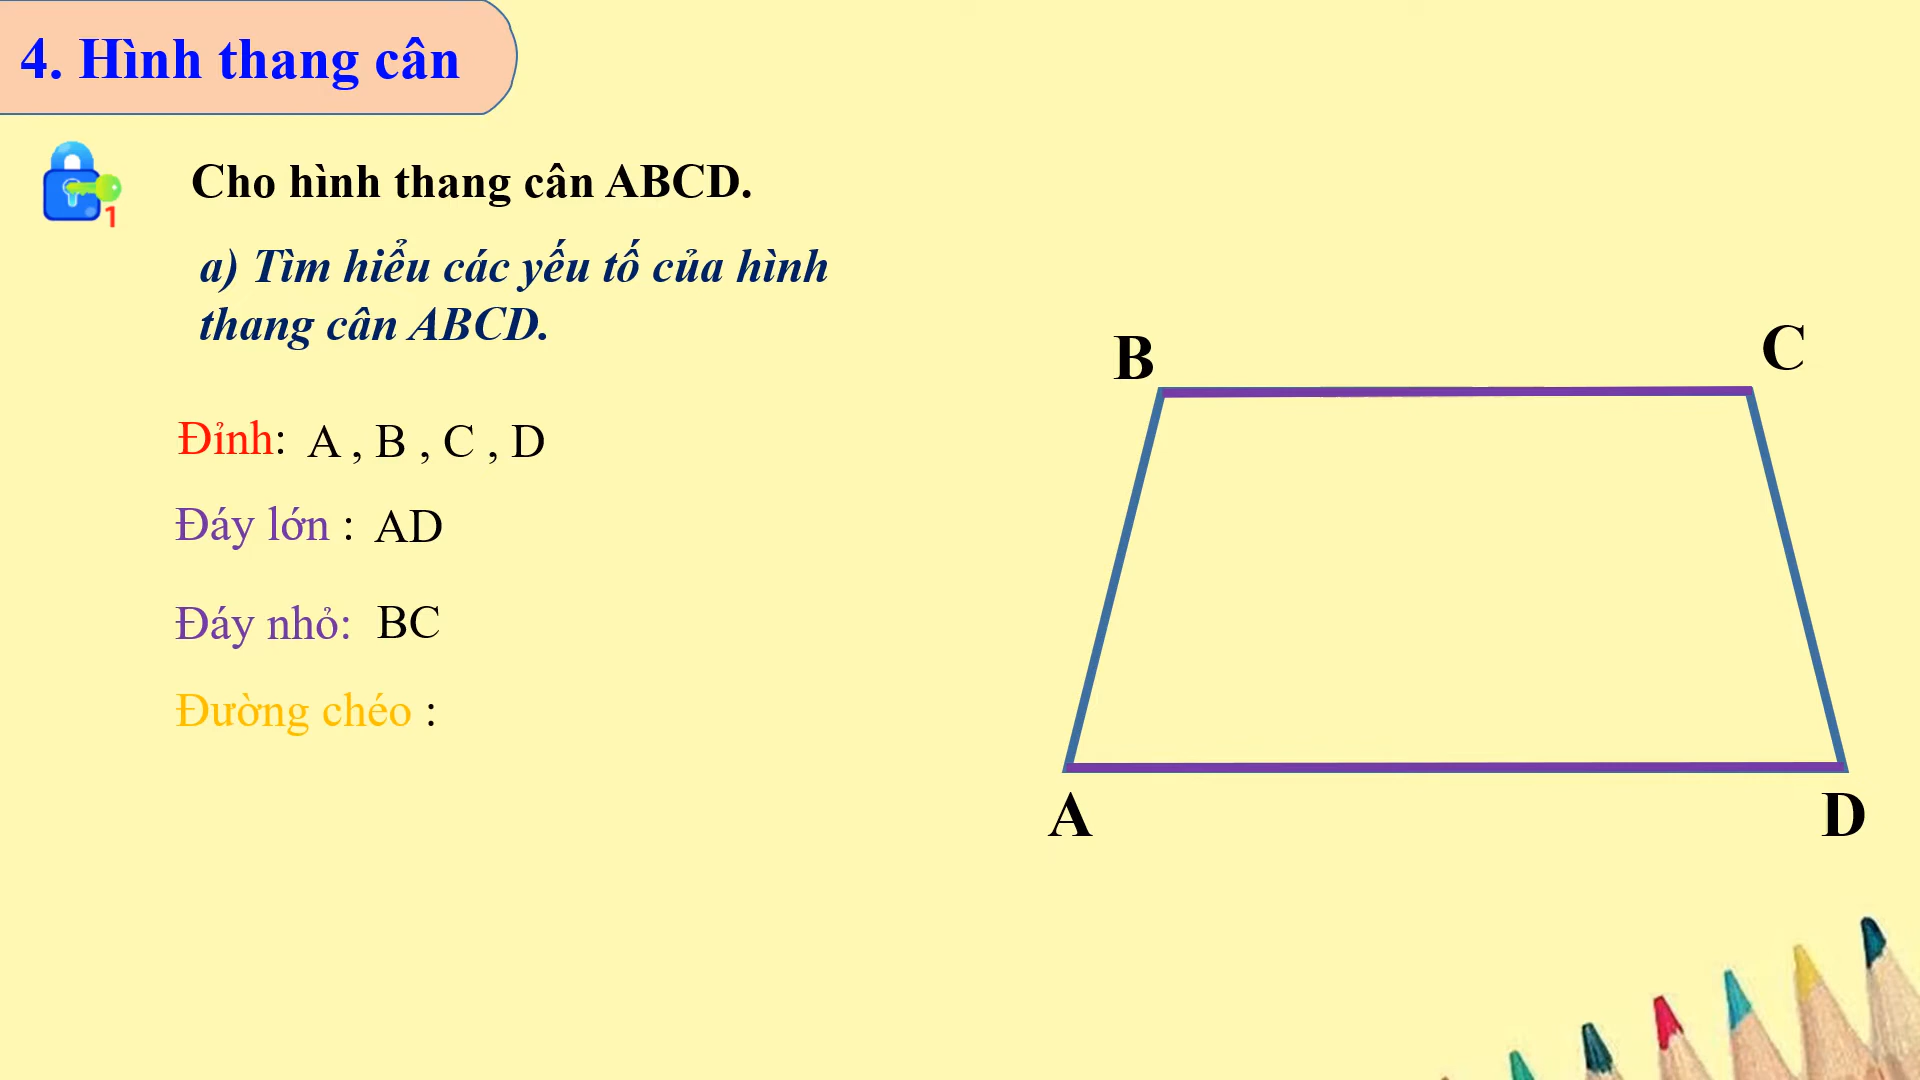 4. Hình thang cân
1
Cho hình thang cân ABCD.
a) Tìm hiểu các yếu tố của hình
thang cân ABCD.
Đỉnh: A , B , C , D
Đáy lớn : AD
Đáy nhỏ: BC
Đường chéo :
B
C
A
D